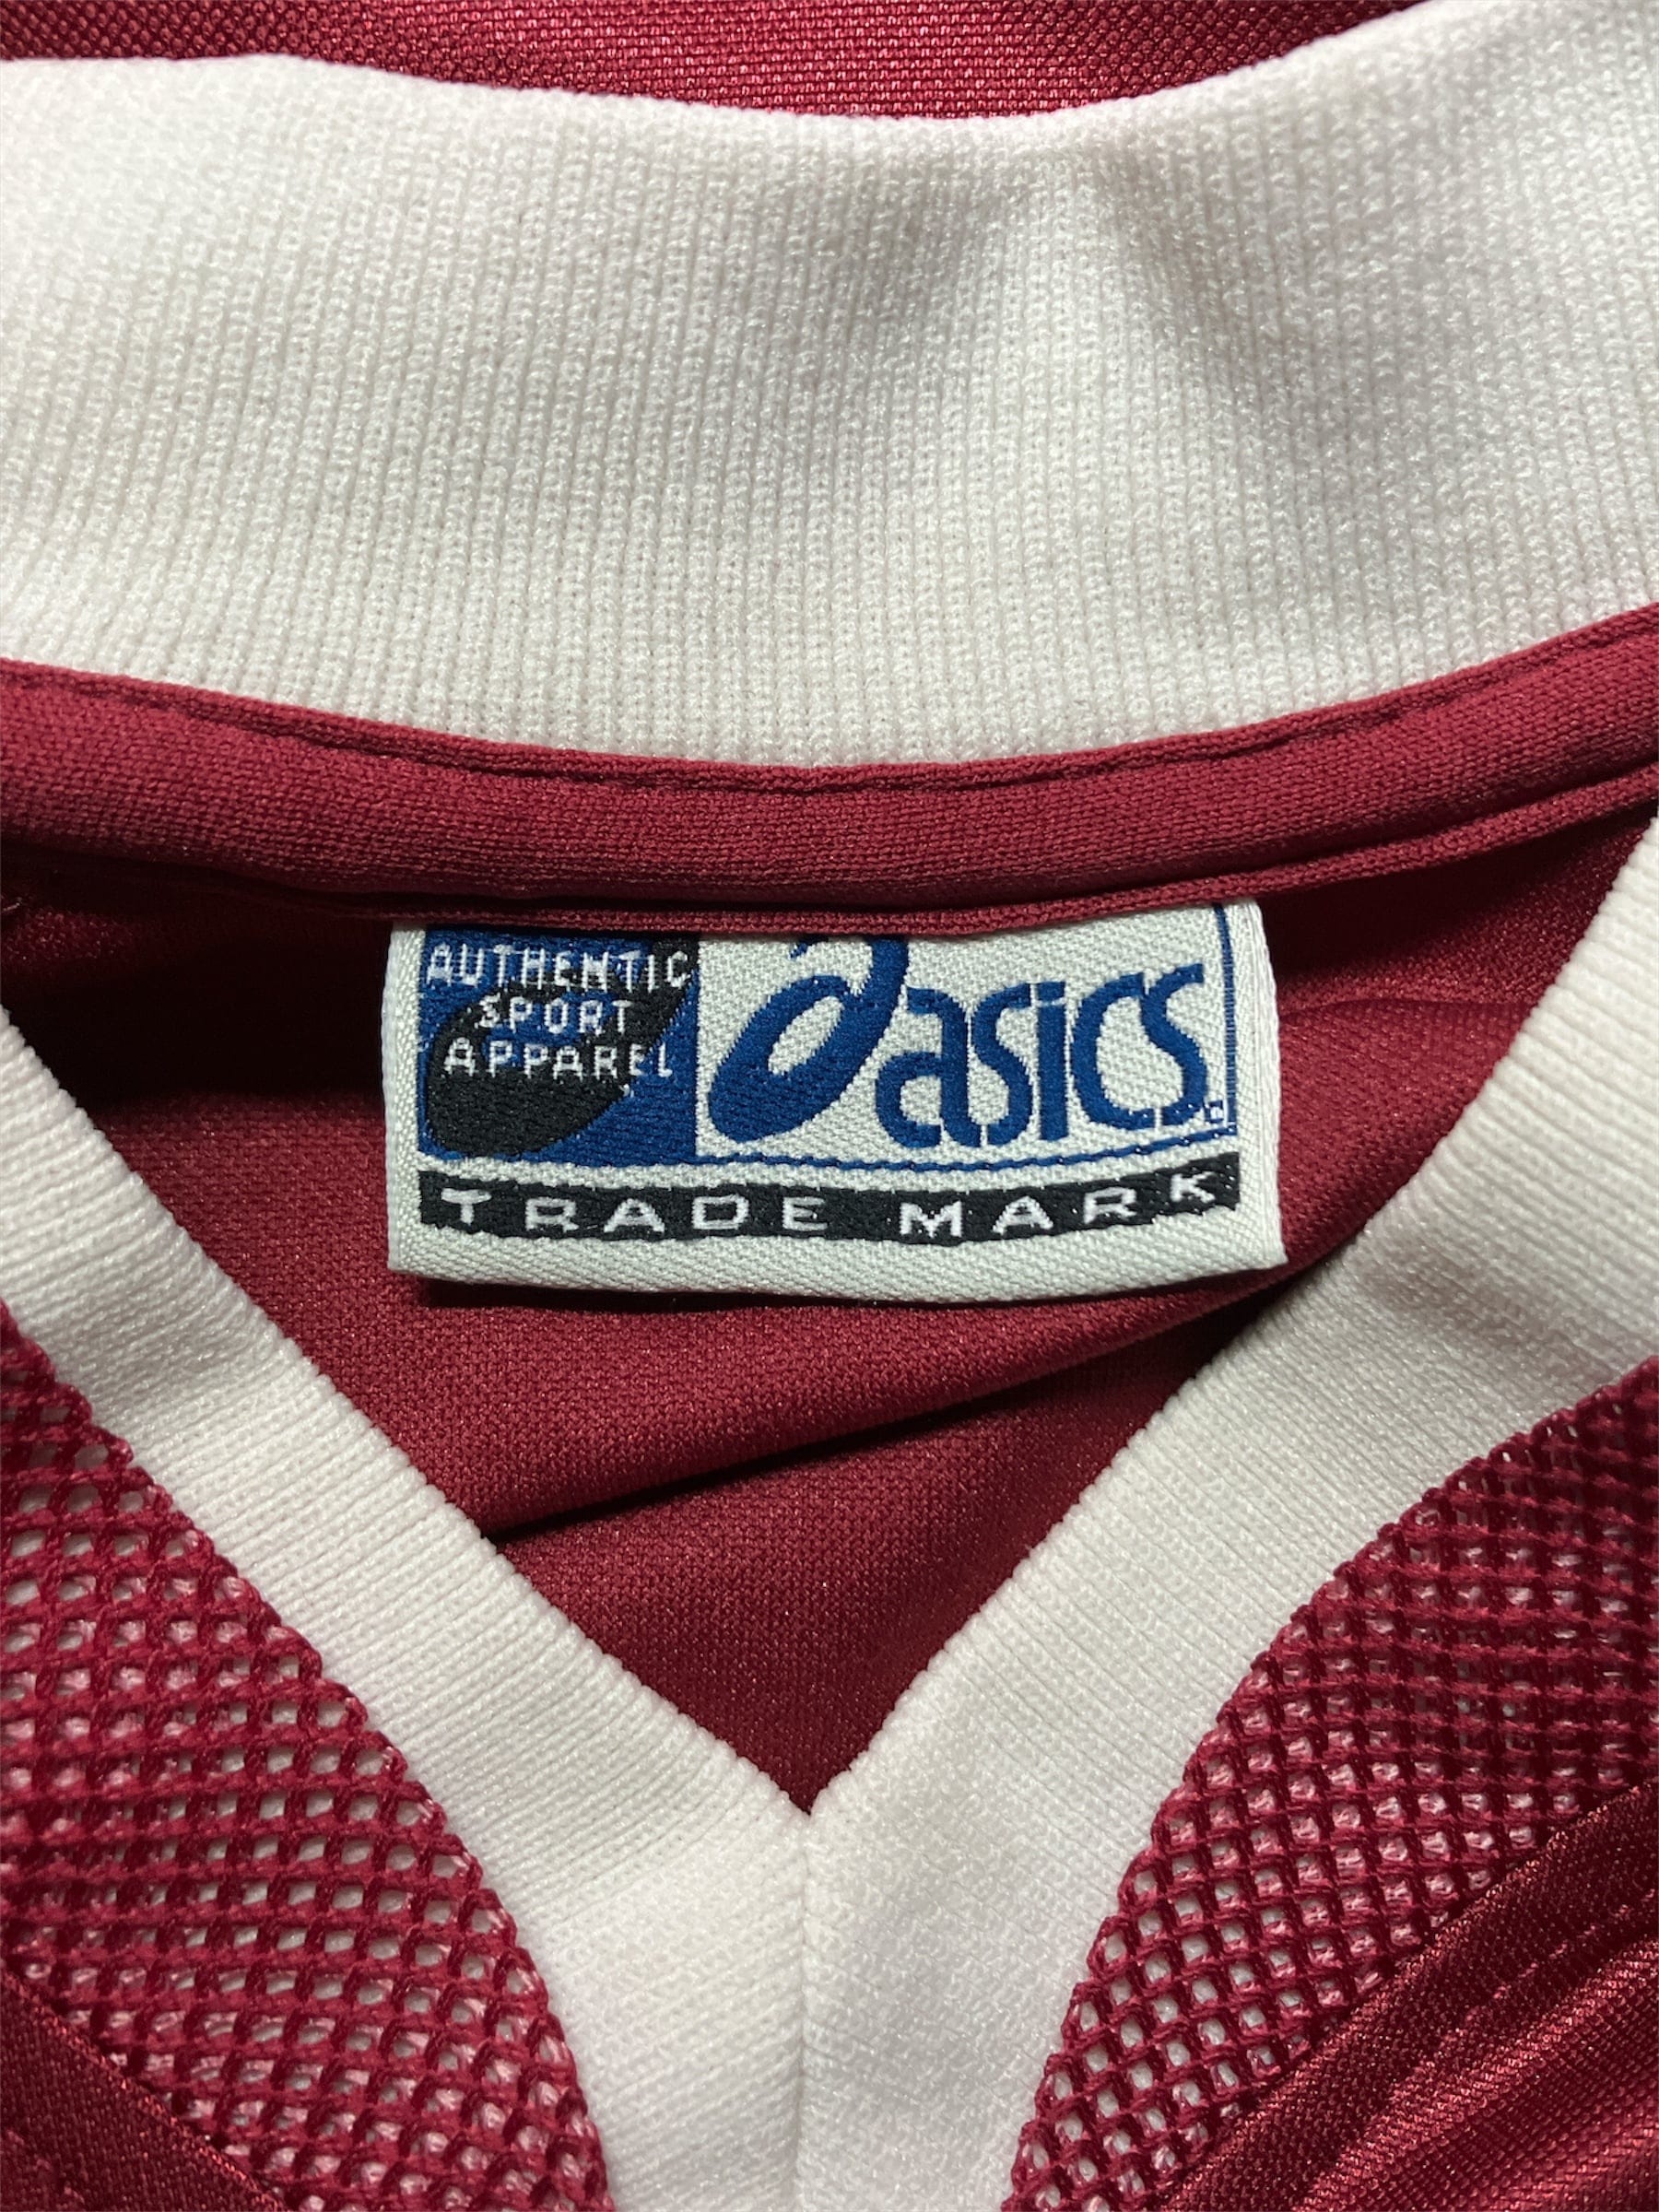 AUTHENTIC
SPORT
APPAREL
asics
TRADE MARK